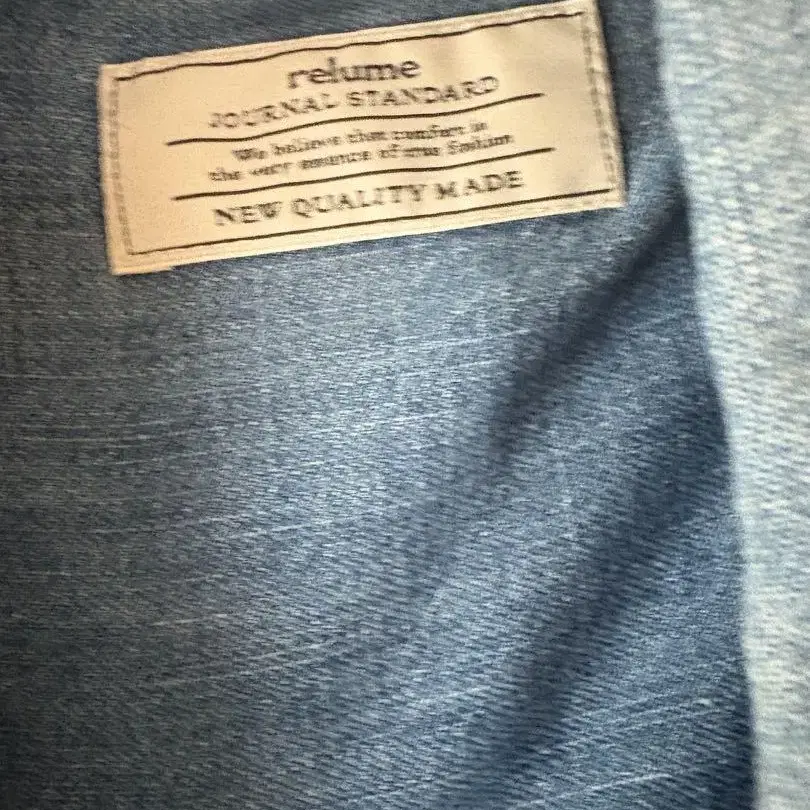 relume
JOURNAL STANDARD
We believe that comfort is
the very essence of true fashion
NEW QUALITY MADE